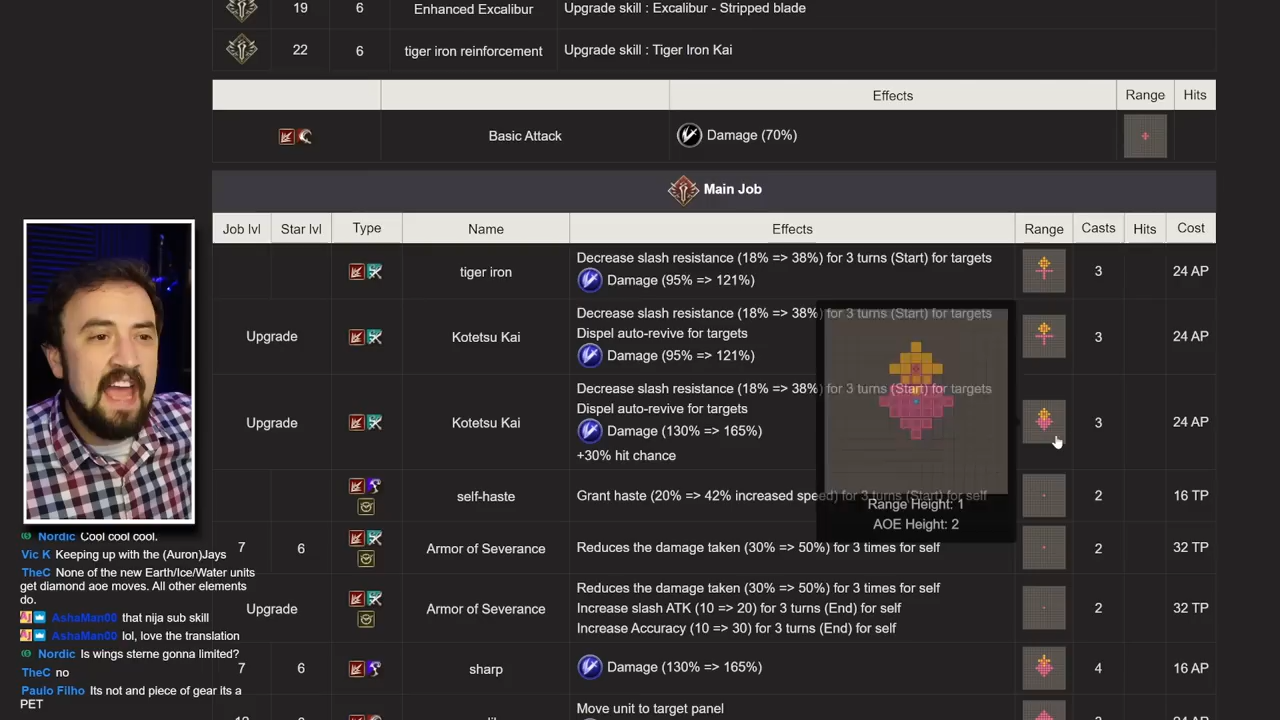 19 6 Enhanced Excalibur Upgrade skill : Excalibur - Stripped blade
22 6 tiger iron reinforcement Upgrade skill : Tiger Iron Kai
Effects Range Hits
Basic Attack Damage (70%)
Main Job
Job lvl Star lvl Type Name Effects Range Casts Hits Cost
Decrease slash resistance (18% => 38%) for 3 turns (Start) for targets
tiger iron 3 24 AP
Damage (95% => 121%)
Decrease slash resistance (18% => 38%) for 3 turns (Start) for targets
Dispel auto-revive for targets
Upgrade Kotetsu Kai 3 24 AP
Damage (95% => 121%)
Decrease slash resistance (18% => 38%) for 3 turns (Start) for targets
Dispel auto-revive for targets
Upgrade Kotetsu Kai 3 24 AP
Damage (130% => 165%)
+30% hit chance
self-haste Grant haste (20% => 42% increased speed) for 3 turns (Start) for self 2 16 TP
Range Height: 1
AOE Height: 2
7 6 Armor of Severance Reduces the damage taken (30% => 50%) for 3 times for self 2 32 TP
Reduces the damage taken (30% => 50%) for 3 times for self
Upgrade Armor of Severance Increase slash ATK (10 => 20) for 3 turns (End) for self 2 32 TP
Increase Accuracy (10 => 30) for 3 turns (End) for self
7 6 sharp Damage (130% => 165%) 4 16 AP
Move unit to target panel
Nordic Cool cool cool.
Vic K Keeping up with the (Auron)Jays
TheC None of the new Earth/Ice/Water units
get diamond aoe moves. All other elements
do.
AshaMan00 that nija sub skill
AshaMan00 lol, love the translation
Nordic Is wings sterne gonna limited?
TheC no
Paulo Filho Its not and piece of gear its a
PET